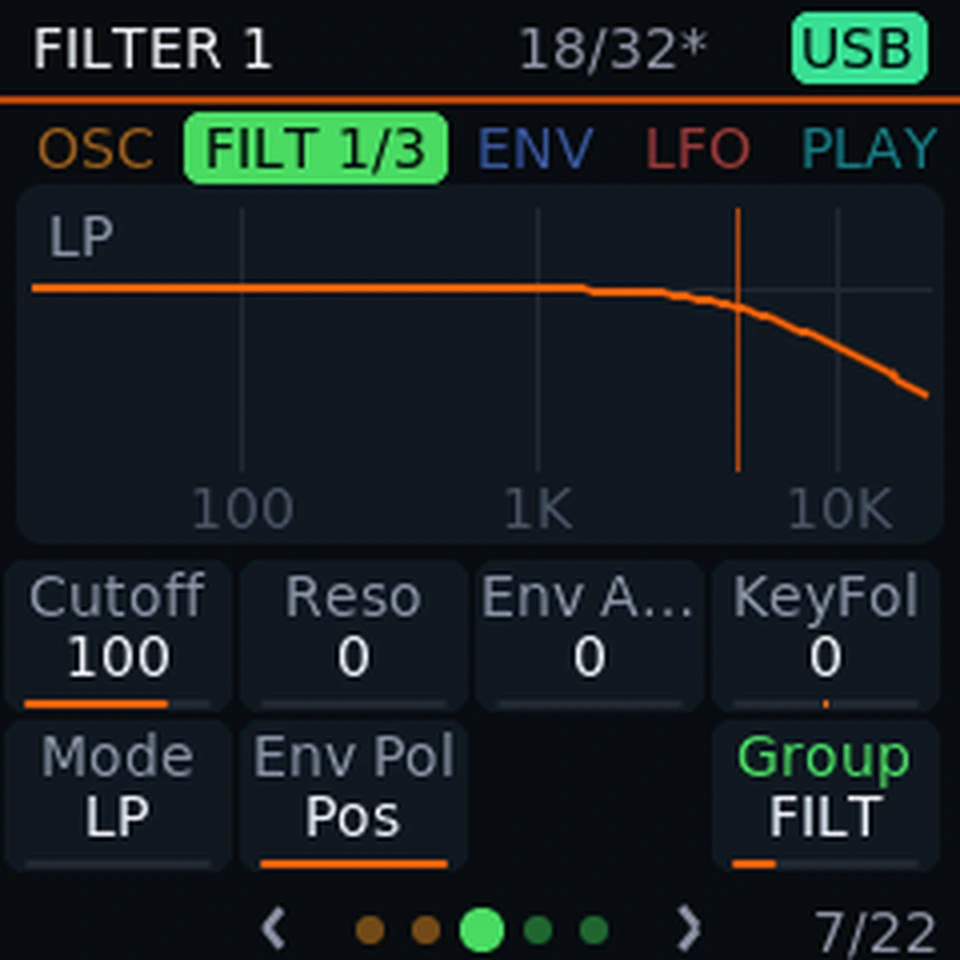 FILTER 1 18/32* USB
OSC FILT 1/3 ENV LFO PLAY
LP
100 1K 10K
Cutoff Reso Env A... KeyFol
100 0 0 0
Mode Env Pol Group
LP Pos FILT
7/22